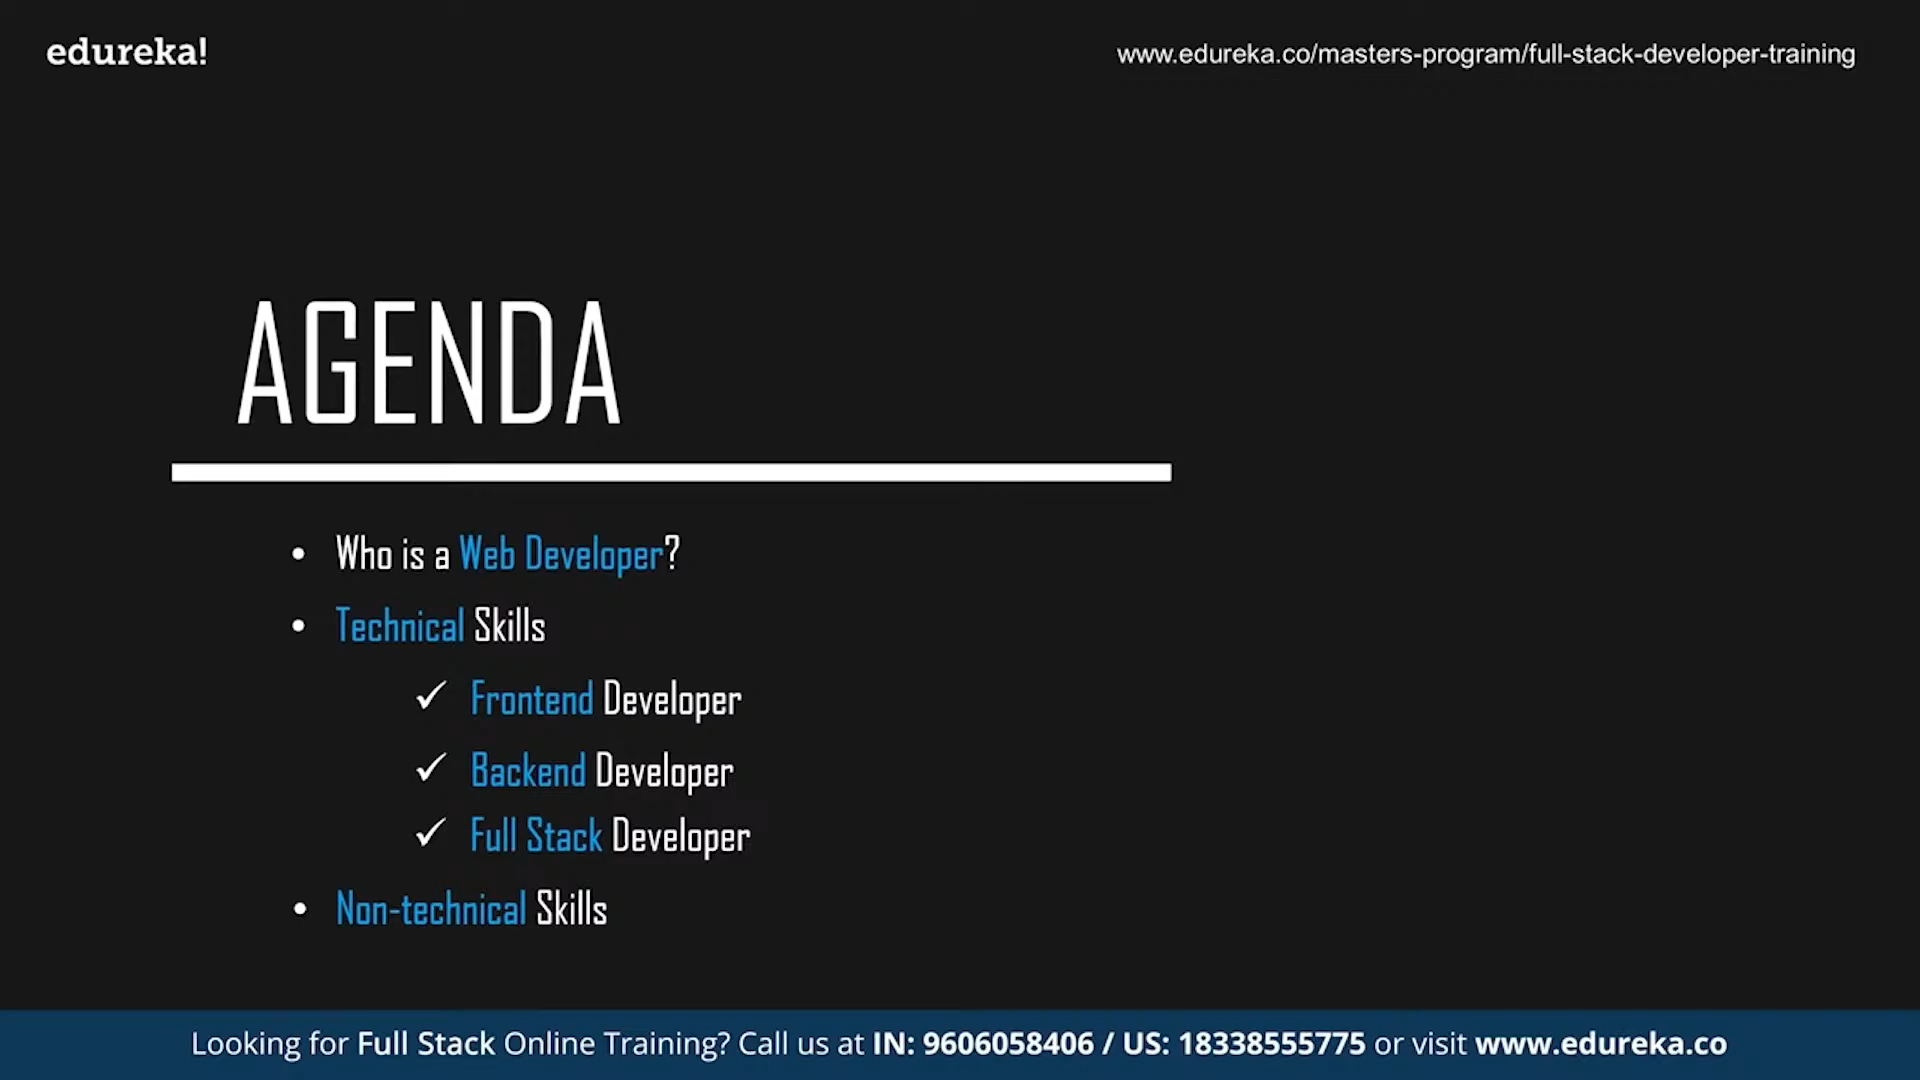 edureka!
www.edureka.co/masters-program/full-stack-developer-training
AGENDA
• Who is a Web Developer?
• Technical Skills
✓ Frontend Developer
✓ Backend Developer
✓ Full Stack Developer
• Non-technical Skills
Looking for Full Stack Online Training? Call us at IN: 9606058406 / US: 18338555775 or visit www.edureka.co